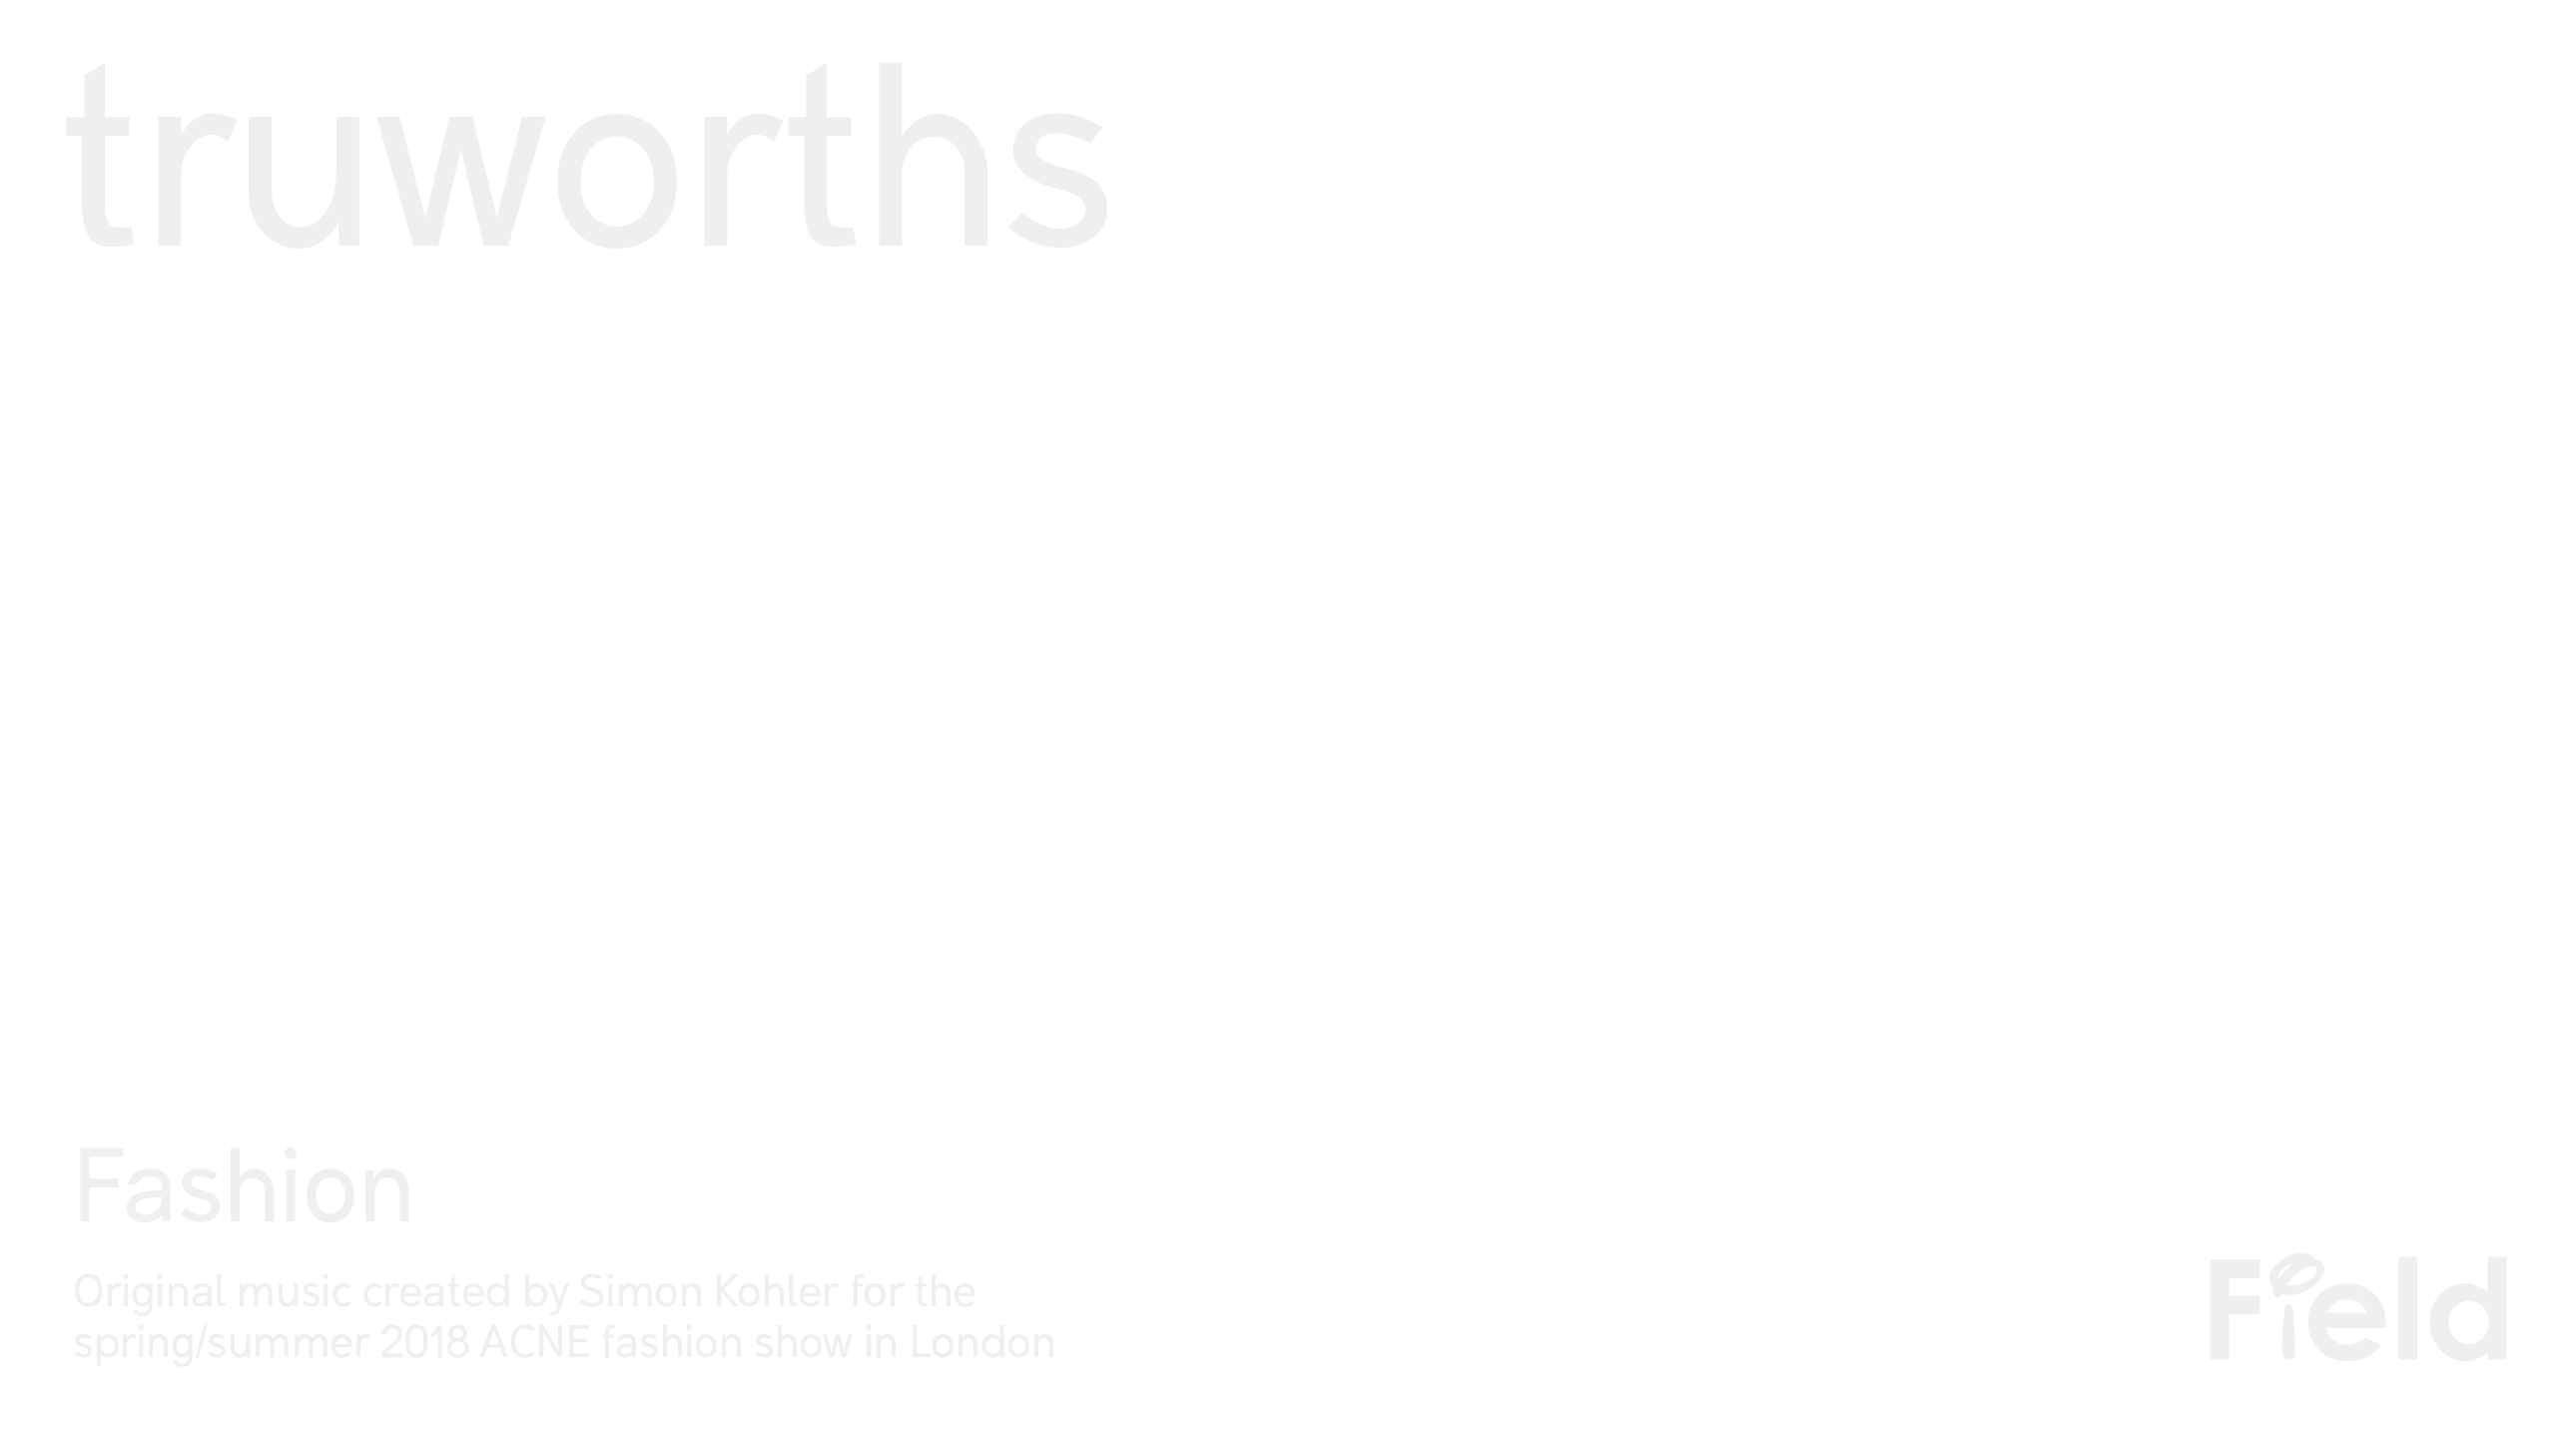 truworths
Fashion
Original music created by Simon Kohler for the
spring/summer 2018 ACNE fashion show in London
Field